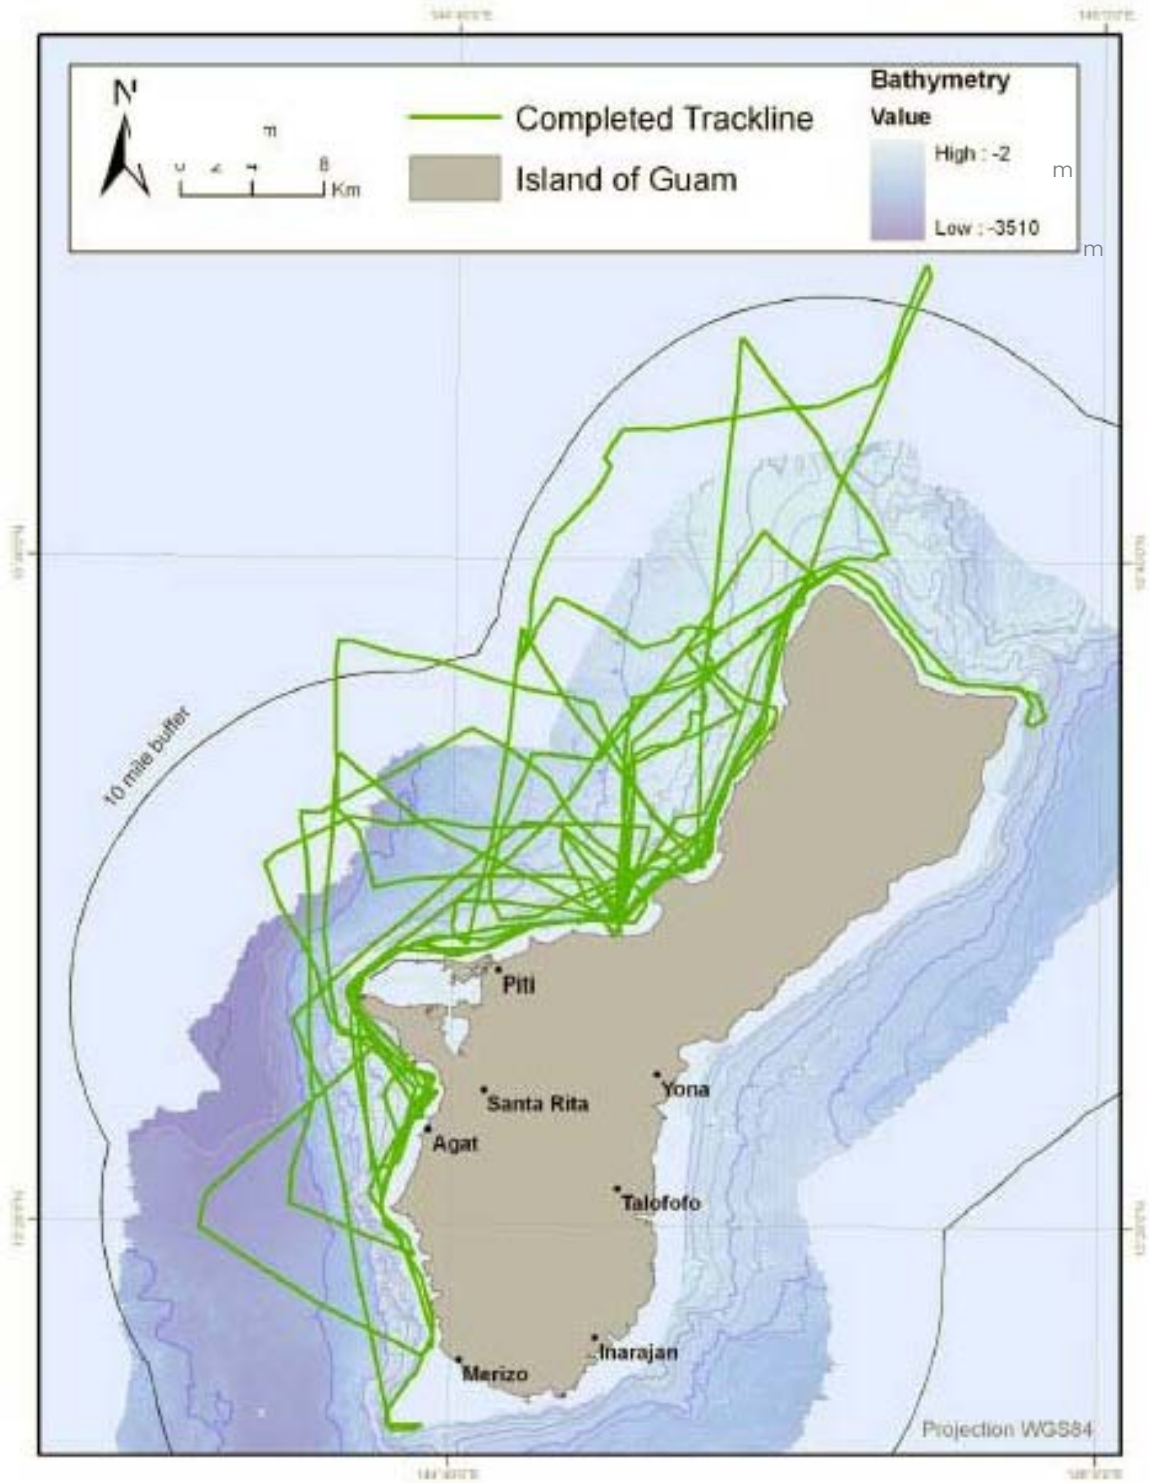 N
m
4 8
Km
Completed Trackline
Island of Guam
Bathymetry
Value
High : -2
m
Low : -3510
m
10 mile buffer
Piti
Santa Rita
Yona
Agat
Talofofo
Inarajan
Merizo
Projection WGS84